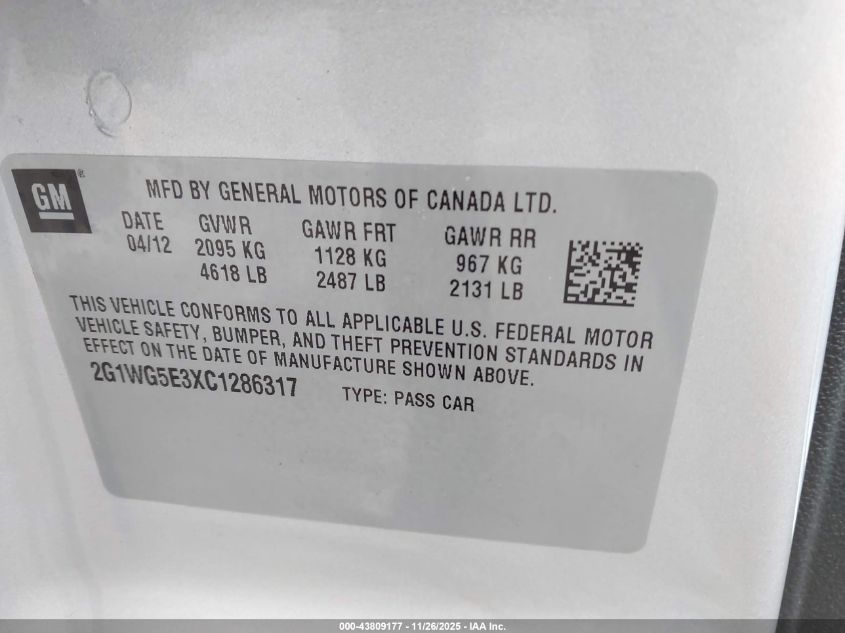 GM®
MFD BY GENERAL MOTORS OF CANADA LTD.
DATE GVWR GAWR FRT GAWR RR
04/12 2095 KG 1128 KG 967 KG
4618 LB 2487 LB 2131 LB
THIS VEHICLE CONFORMS TO ALL APPLICABLE U.S. FEDERAL MOTOR
VEHICLE SAFETY, BUMPER, AND THEFT PREVENTION STANDARDS IN
EFFECT ON THE DATE OF MANUFACTURE SHOWN ABOVE.
2G1WG5E3XC1286317 TYPE: PASS CAR
000-43809177 - 11/26/2025 - IAA Inc.